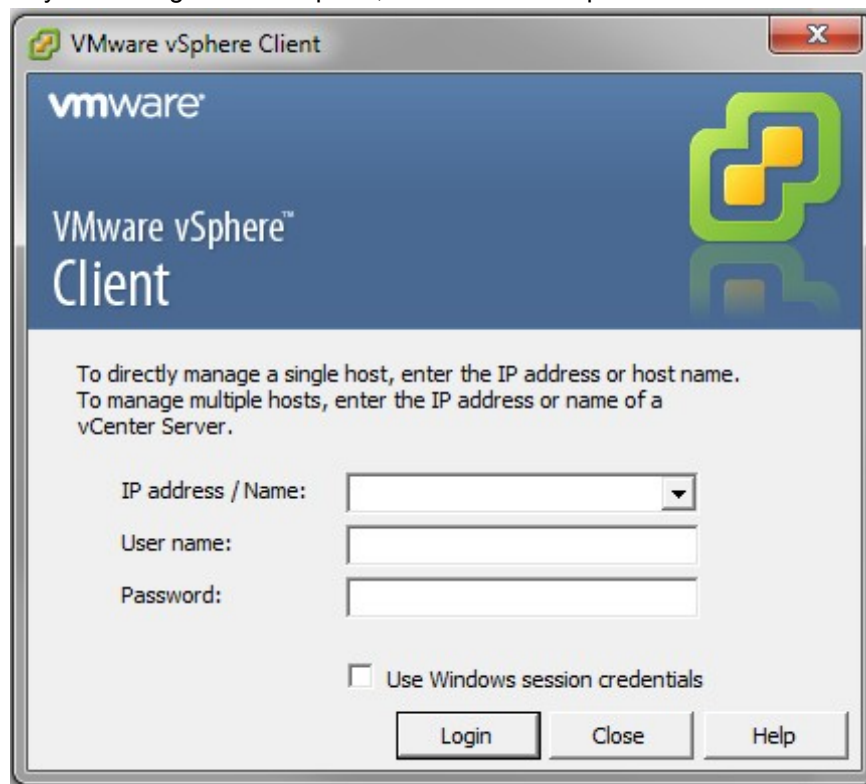 VMware vSphere Client
vmware
VMware vSphere™
Client
To directly manage a single host, enter the IP address or host name.
To manage multiple hosts, enter the IP address or name of a
vCenter Server.
IP address / Name:
User name:
Password:
Use Windows session credentials
Login Close Help